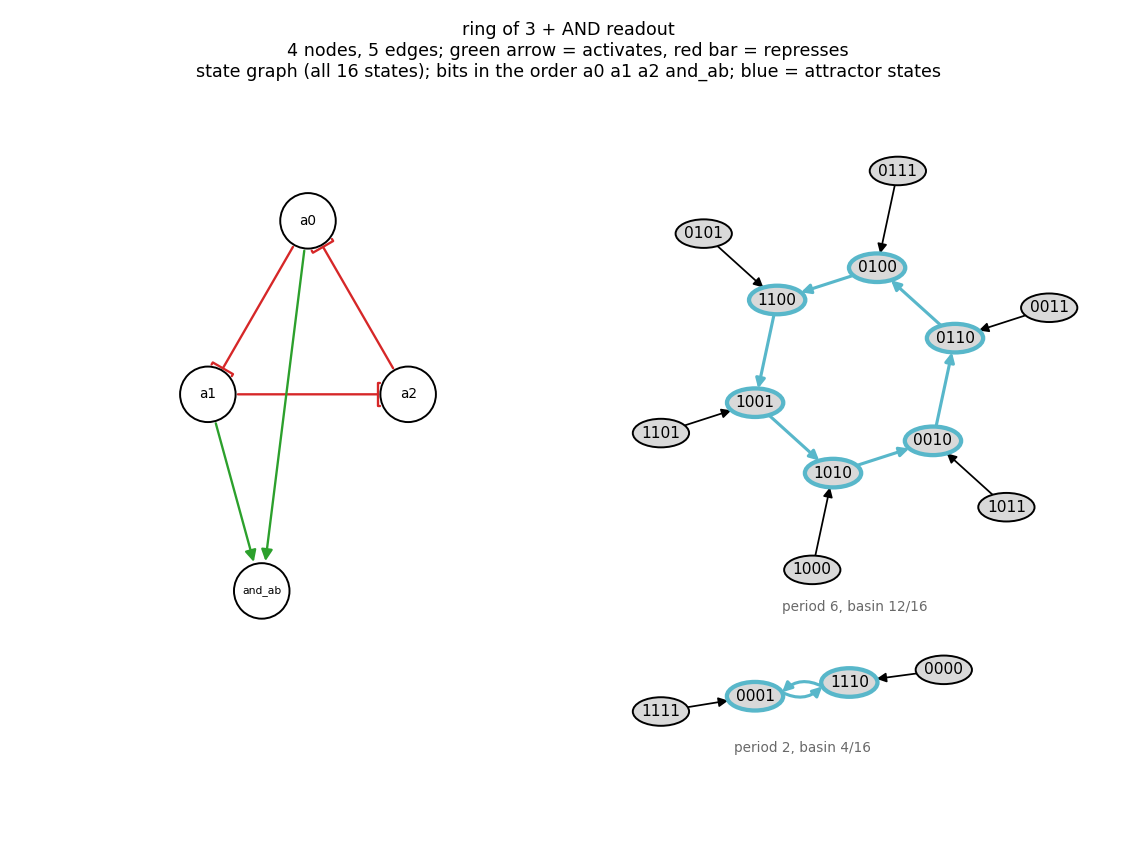 ring of 3 + AND readout
4 nodes, 5 edges; green arrow = activates, red bar = represses
state graph (all 16 states); bits in the order a0 a1 a2 and_ab; blue = attractor states
a0
a1
a2
and_ab
0111
0101
0100
1100
0011
0110
1001
1101
0010
1010
1011
1000
period 6, basin 12/16
0000
1110
0001
1111
period 2, basin 4/16